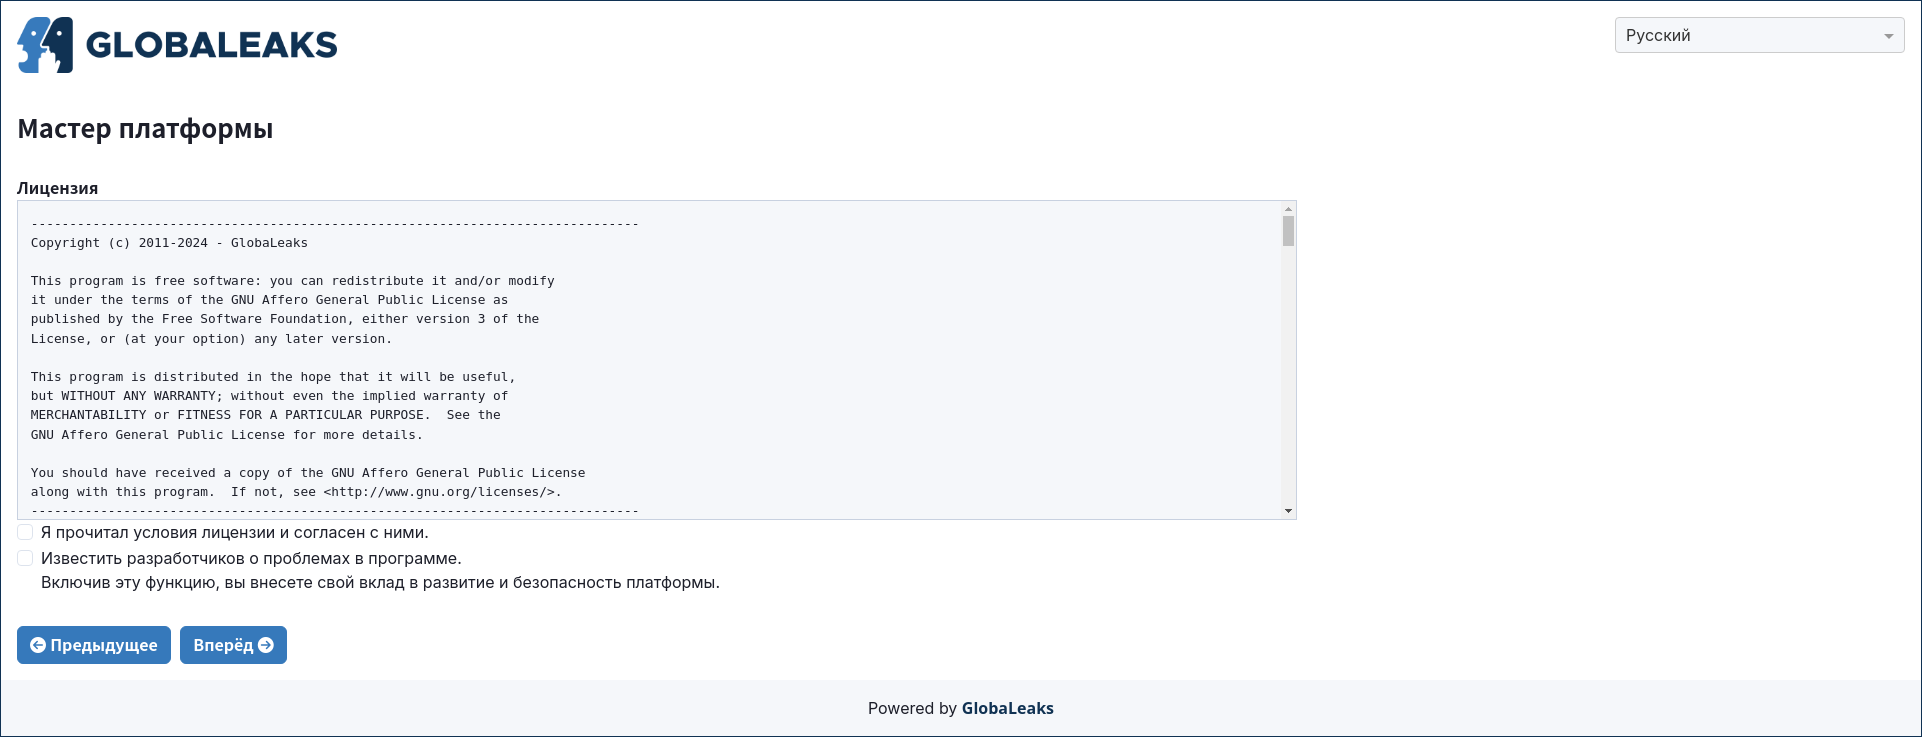 GLOBALEAKS
Русский
Мастер платформы
Лицензия
-------------------------------------------------------------------------------
Copyright (c) 2011-2024 - GlobaLeaks
This program is free software: you can redistribute it and/or modify
it under the terms of the GNU Affero General Public License as
published by the Free Software Foundation, either version 3 of the
License, or (at your option) any later version.
This program is distributed in the hope that it will be useful,
but WITHOUT ANY WARRANTY; without even the implied warranty of
MERCHANTABILITY or FITNESS FOR A PARTICULAR PURPOSE.  See the
GNU Affero General Public License for more details.
You should have received a copy of the GNU Affero General Public License
along with this program.  If not, see <http://www.gnu.org/licenses/>.
-------------------------------------------------------------------------------
Я прочитал условия лицензии и согласен с ними.
Известить разработчиков о проблемах в программе.
Включив эту функцию, вы внесете свой вклад в развитие и безопасность платформы.
Предыдущее Вперёд
Powered by GlobaLeaks